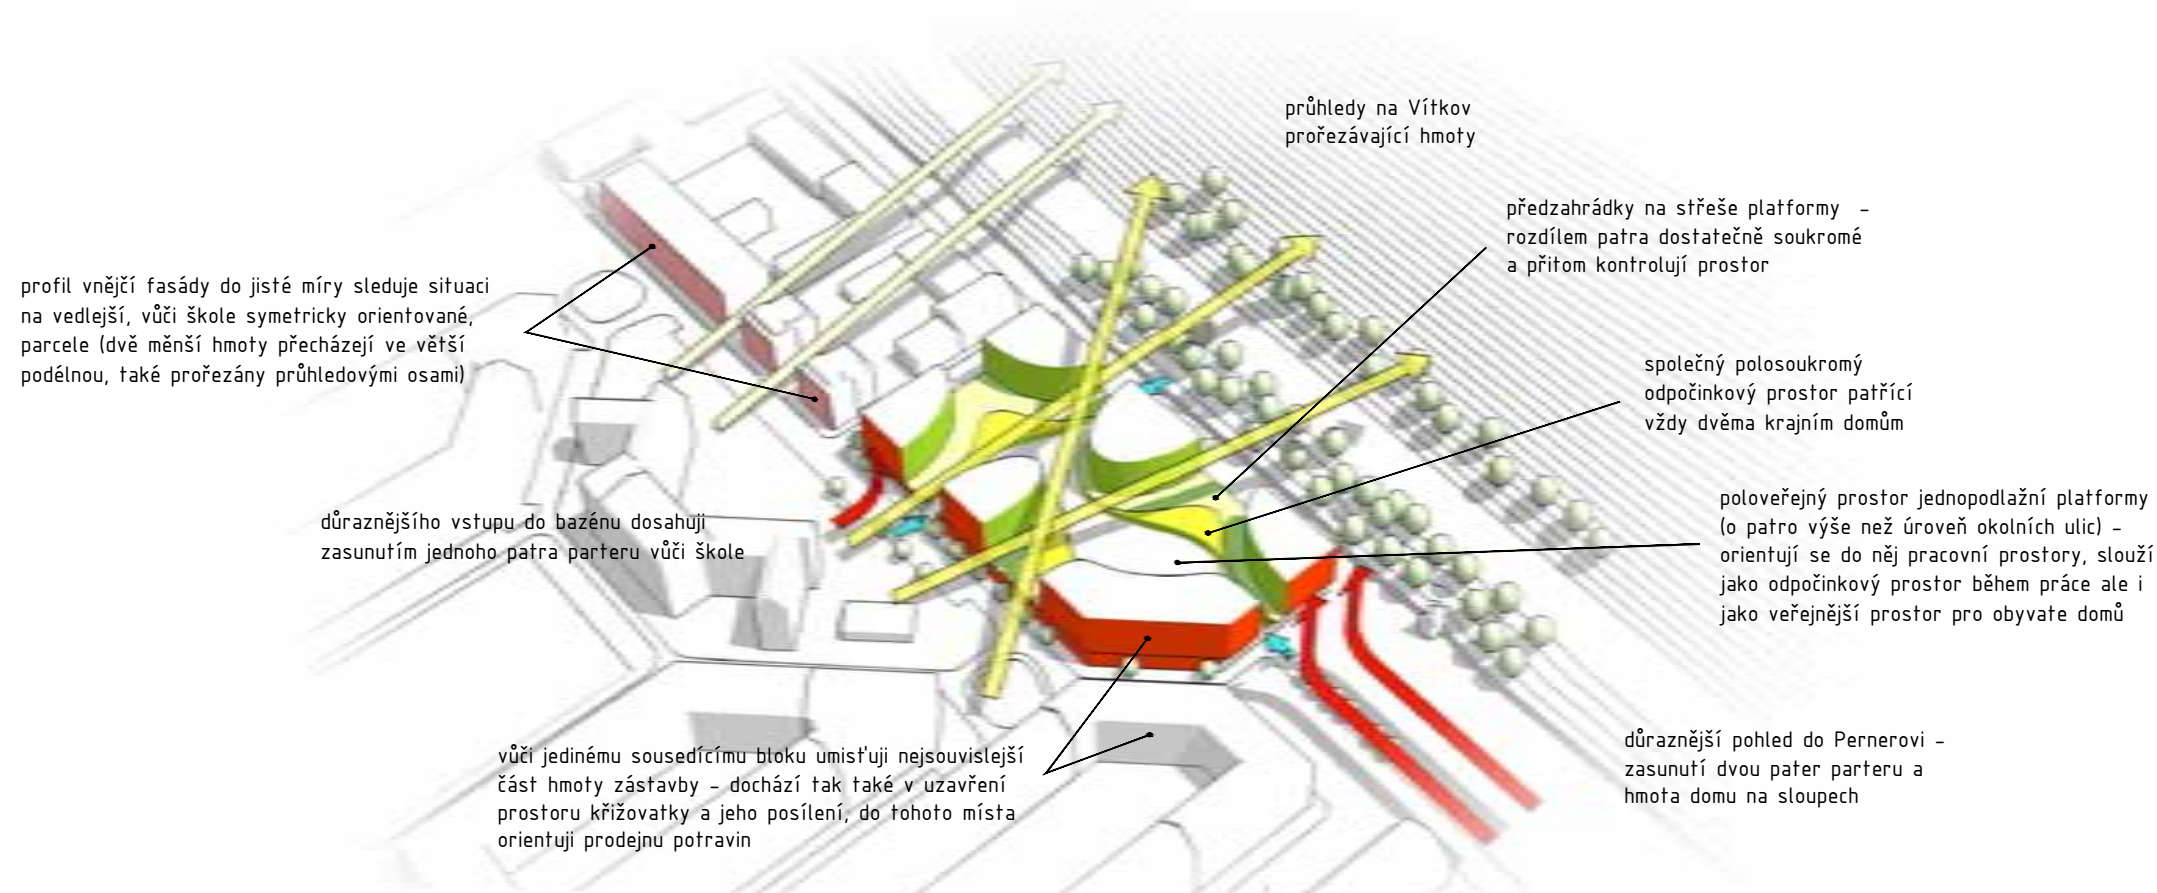 průhledy na Vítkov
prořezávající hmoty
předzahrádky na střeše platformy –
rozdílem patra dostatečně soukromé
a přitom kontrolují prostor
profil vnějčí fasády do jisté míry sleduje situaci
na vedlejší, vůči škole symetricky orientované,
parcele (dvě měnší hmoty přecházejí ve větší
podélnou, také prořezány průhledovými osami)
společný polosoukromý
odpočinkový prostor patřící
vždy dvěma krajním domům
poloveřejný prostor jednopodlažní platformy
(o patro výše než úroveň okolních ulic) –
orientují se do něj pracovní prostory, slouží
jako odpočinkový prostor během práce ale i
jako veřejnější prostor pro obyvate domů
důraznějšího vstupu do bazénu dosahuji
zasunutím jednoho patra parteru vůči škole
vůči jedinému sousedícímu bloku umisťuji nejsouvislejší
část hmoty zástavby – dochází tak také v uzavření
prostoru křižovatky a jeho posílení, do tohoto místa
orientuji prodejnu potravin
důraznější pohled do Pernerovi –
zasunutí dvou pater parteru a
hmota domu na sloupech